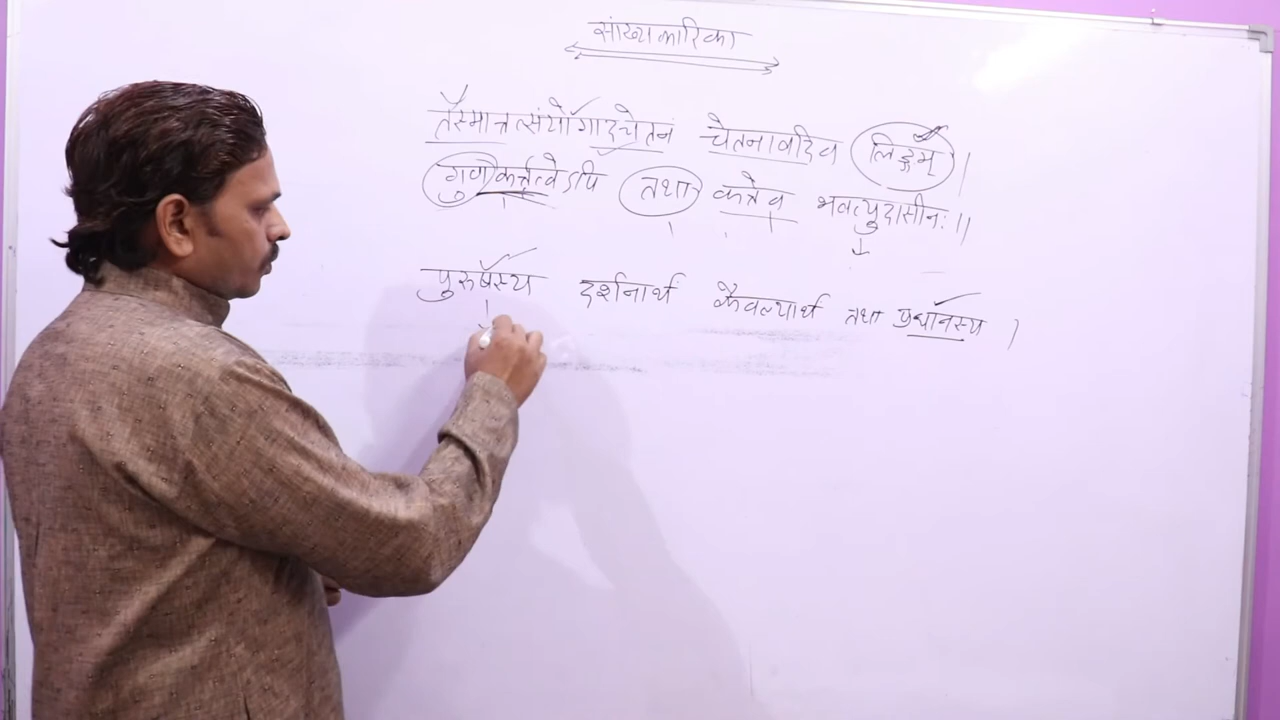 सांख्यकारिका
तस्मात्तत्संयोगादचेतनं चेतनावदिव लिङ्गम् |
गुणकर्त्तृत्वेऽपि तथा कर्त्तेव भवत्युदासीनः ||
पुरुषस्य दर्शनार्थं कैवल्यार्थं तथा प्रधानस्य |